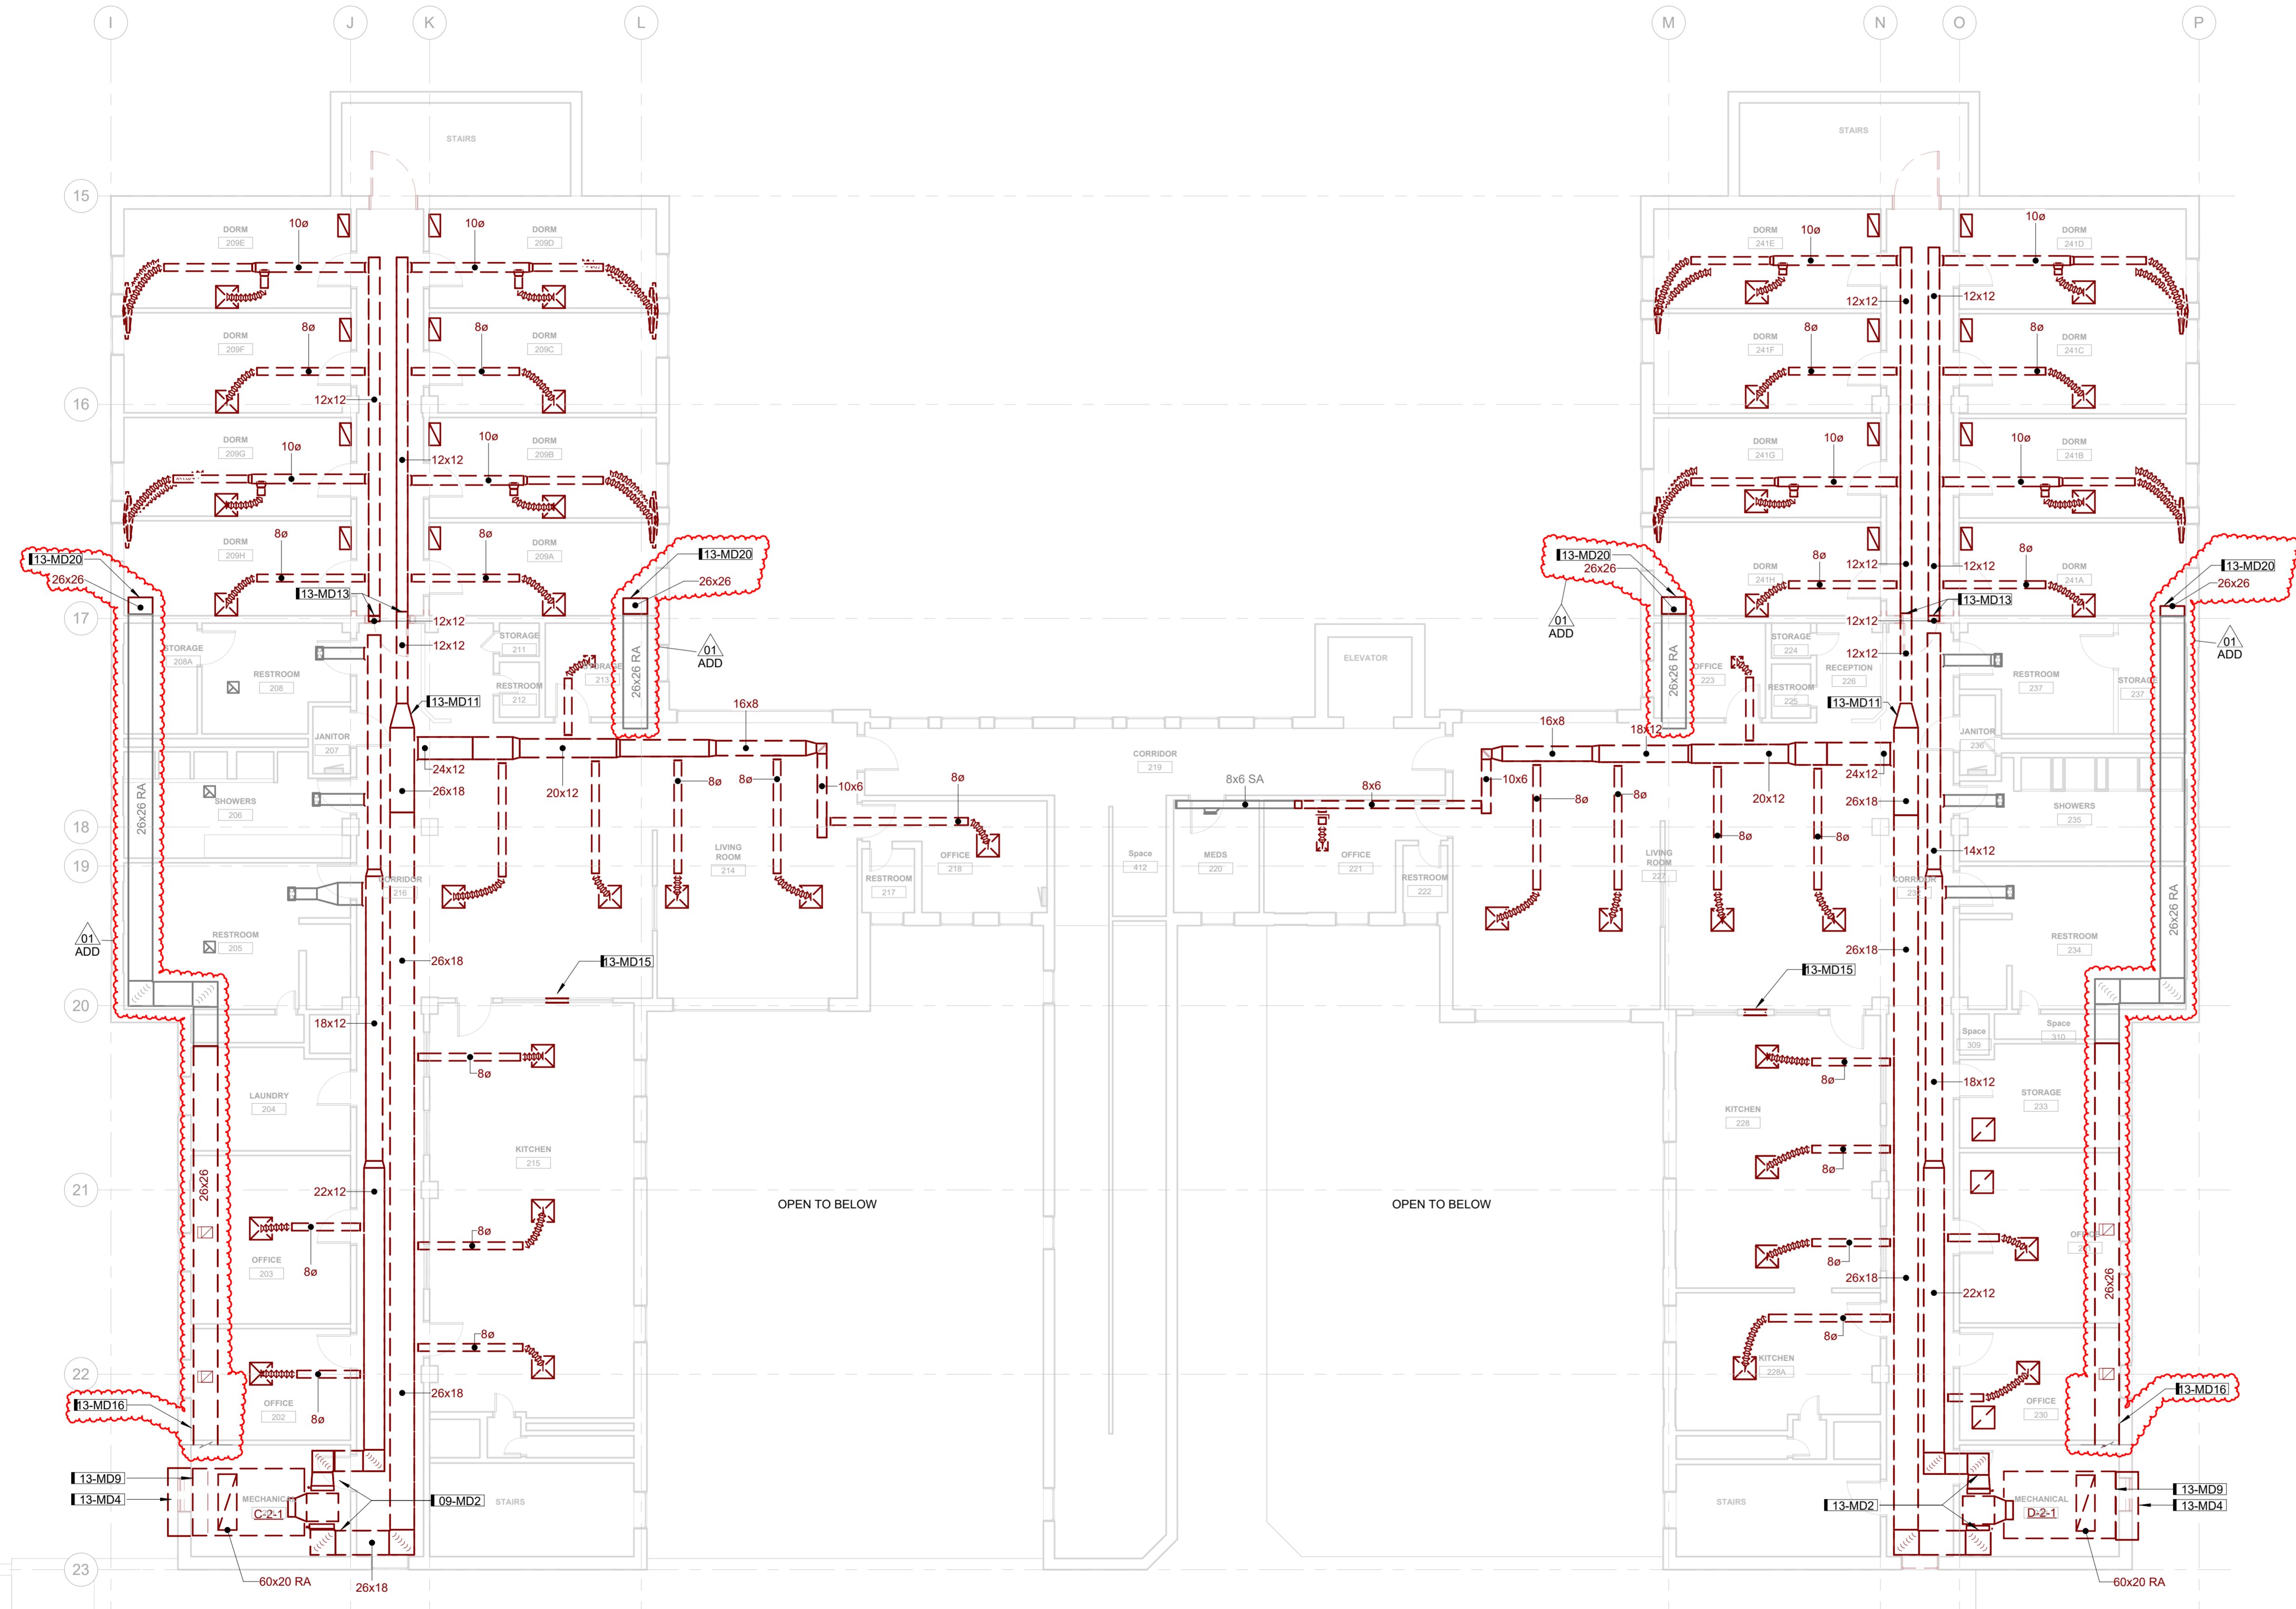 I J K L M N O P
STAIRS STAIRS
15
DORM 209E 10ø 10ø DORM 209D
DORM 241E 10ø 10ø DORM 241D
12x12 12x12
DORM 209F 8ø 8ø DORM 209C
DORM 241F 8ø 8ø DORM 241C
12x12
16
DORM 209G 10ø 10ø DORM 209B
DORM 241G 10ø 10ø DORM 241B
12x12
DORM 209H 8ø 8ø DORM 209A
DORM 241H 8ø 8ø DORM 241A
12x12 12x12
13-MD20 13-MD20 13-MD20 13-MD20
26x26 26x26 26x26 26x26
13-MD13 13-MD13
17
12x12 12x12
12x12 12x12
01 ADD
01 ADD
01 ADD
STORAGE 208A
RESTROOM 208
STORAGE 211
RESTROOM 212
213
26x26 RA
ELEVATOR
26x26 RA
OFFICE 223
STORAGE 224
RESTROOM 225
RECEPTION 226
RESTROOM 237
STORAGE 237
13-MD11 13-MD11
JANITOR 207
16x8
16x8
18x12
JANITOR 236
CORRIDOR 219
24x12 24x12
26x18 20x12 8ø 8ø 10x6 8ø
8x6 SA 8x6 10x6 8ø 8ø 20x12 26x18
26x26 RA
SHOWERS 206
SHOWERS 235
18
8ø 8ø
14x12
LIVING ROOM 214
OFFICE 218
Space 412
MEDS 220
OFFICE 221
LIVING ROOM 227
19
RESTROOM 217
RESTROOM 222
CORRIDOR 216
26x26 RA
RESTROOM 205
RESTROOM 234
01 ADD
26x18 26x18
13-MD15 13-MD15
20
18x12
Space 309
Space 310
8ø 8ø
18x12
LAUNDRY 204
KITCHEN 215
KITCHEN 228
STORAGE 233
8ø
26x26
21
22x12
OPEN TO BELOW OPEN TO BELOW
8ø 8ø
OFFICE 203
8ø
26x18
22x12
26x26
8ø 8ø
KITCHEN 228A
22
26x18
13-MD16 13-MD16
OFFICE 202
8ø
OFFICE 230
13-MD9 13-MD9
13-MD4 13-MD4
MECHANICAL
C-2-1
09-MD2
STAIRS STAIRS
13-MD2
MECHANICAL
D-2-1
23
60x20 RA
26x18
60x20 RA